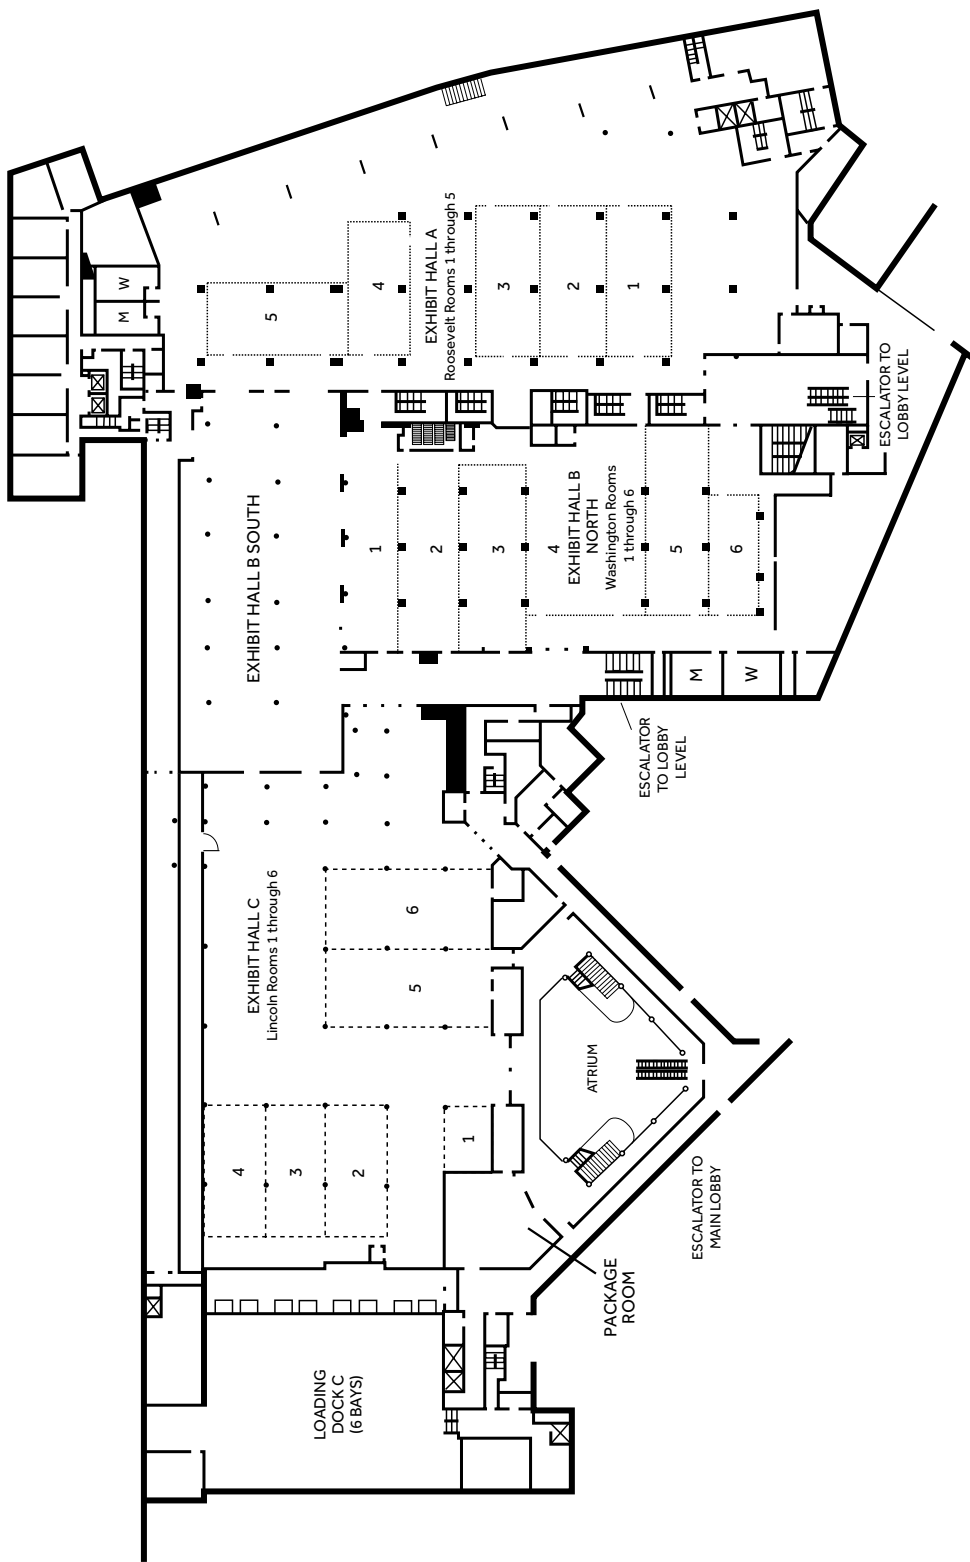 EXHIBIT HALL A
Roosevelt Rooms 1 through 5
1
2
3
4
5
M
W
EXHIBIT HALL B SOUTH
EXHIBIT HALL B
NORTH
Washington Rooms
1 through 6
1
2
3
4
5
6
M
W
ESCALATOR TO
LOBBY LEVEL
ESCALATOR
TO LOBBY
LEVEL
EXHIBIT HALL C
Lincoln Rooms 1 through 6
1
2
3
4
5
6
ATRIUM
ESCALATOR TO
MAIN LOBBY
PACKAGE
ROOM
LOADING
DOCK C
(6 BAYS)